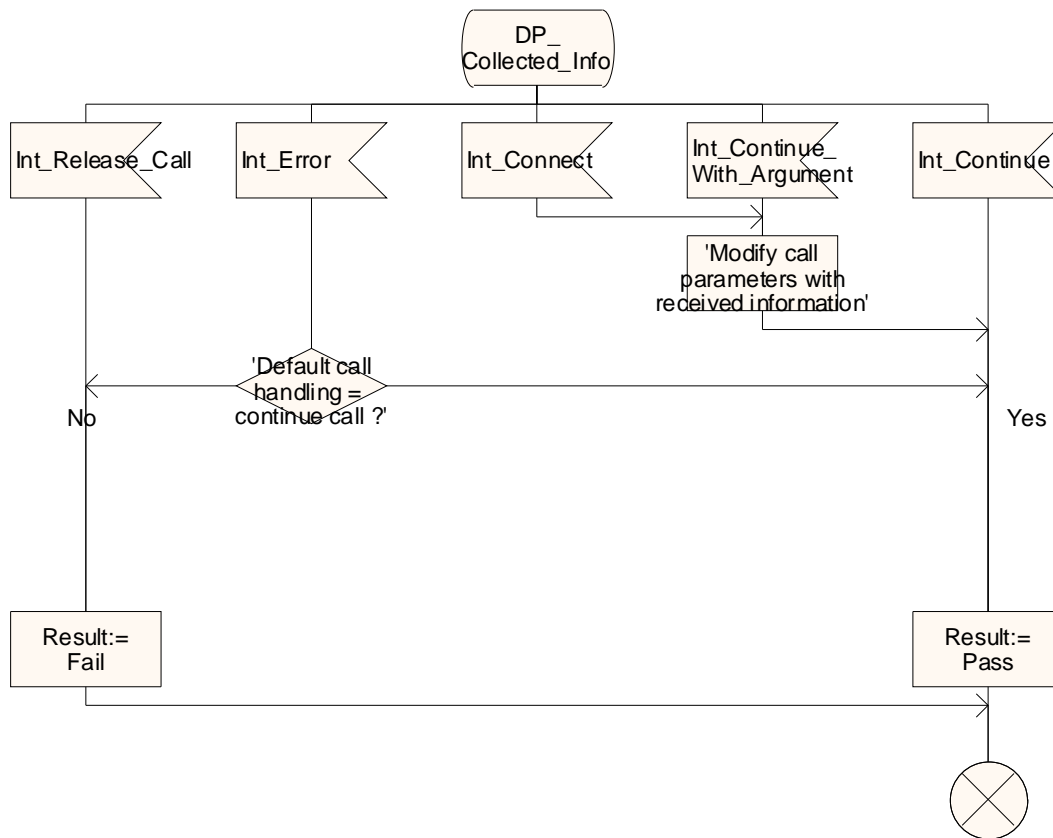 DP_
Collected_Info
Int_Release_Call
Int_Error
Int_Connect
Int_Continue_
With_Argument
Int_Continue
'Modify call
parameters with
received information'
'Default call
handling =
continue call ?'
No
Yes
Result:=
Fail
Result:=
Pass